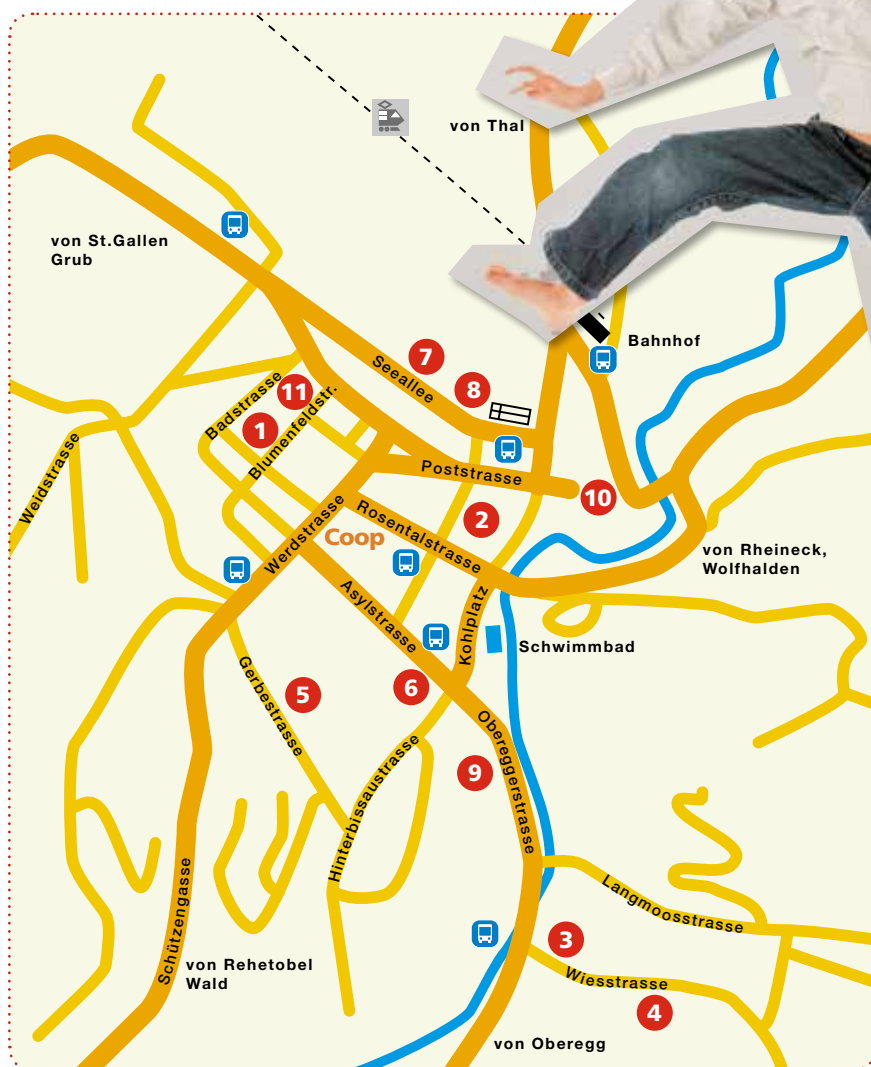 von Thal
von St.Gallen
Grub
Bahnhof
7
Seeallee
8
11
Badstrasse
1
Blumenfeldstr.
Weidstrasse
Poststrasse
10
2
Rosentalstrasse
Werdstrasse
Coop
von Rheineck,
Wolfhalden
Asylstrasse
Kohlplatz
Schwimmbad
Gerbestrasse
5
6
Obereggerstrasse
9
Hinterbissaustrasse
Langmoosstrasse
Schützengasse
3
von Rehetobel
Wald
Wiesstrasse
4
von Oberegg